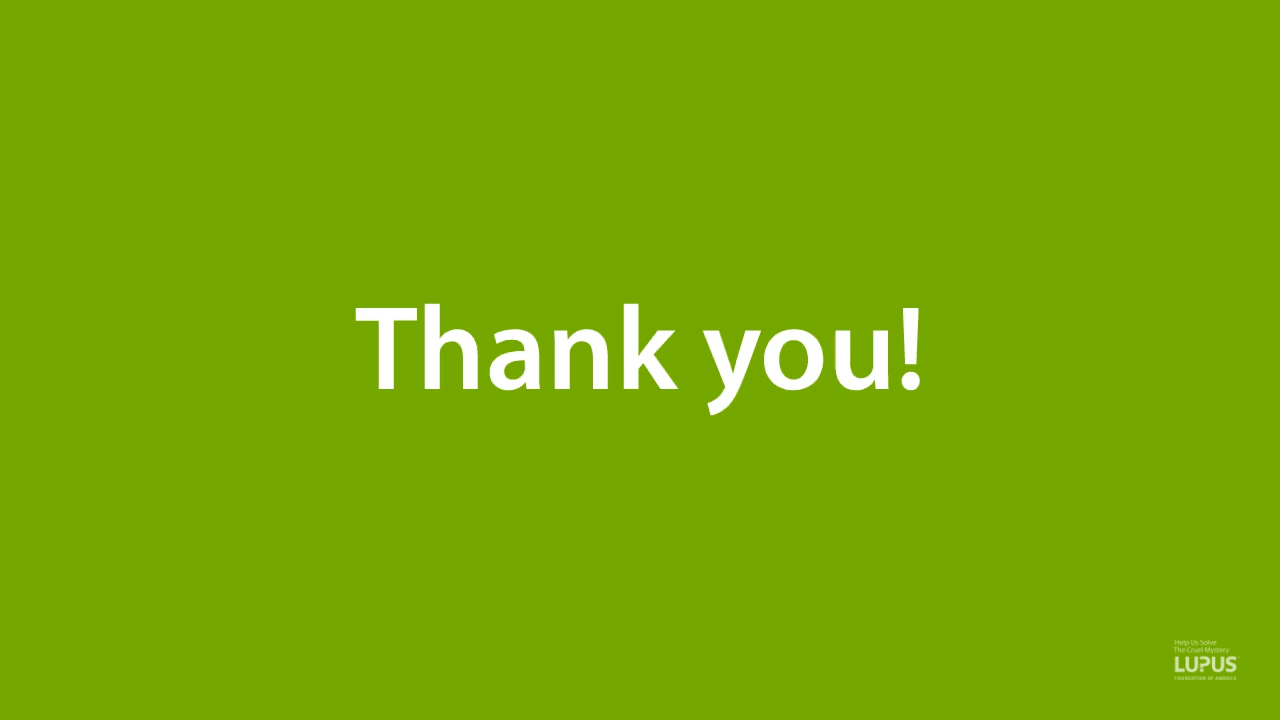 Thank you!
Help Us Solve
The Cruel Mystery
LUPUS
FOUNDATION OF AMERICA